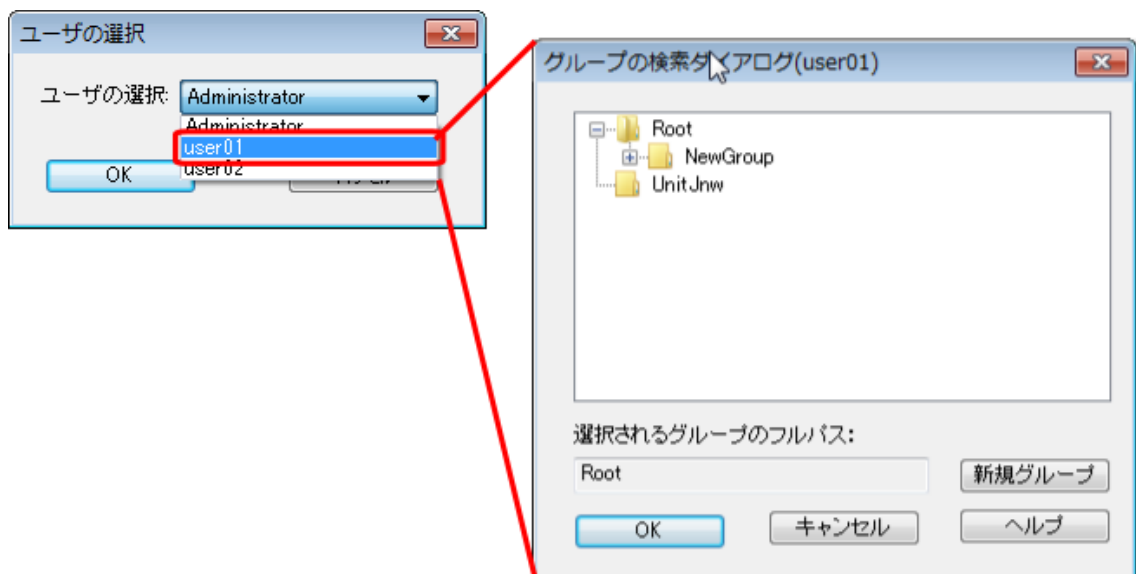 ユーザの選択
ユーザの選択: Administrator
Administrator
user01
user02
OK
グループの検索ダイアログ(user01)
Root
NewGroup
UnitJnw
選択されるグループのフルパス:
Root
新規グループ
OK
キャンセル
ヘルプ